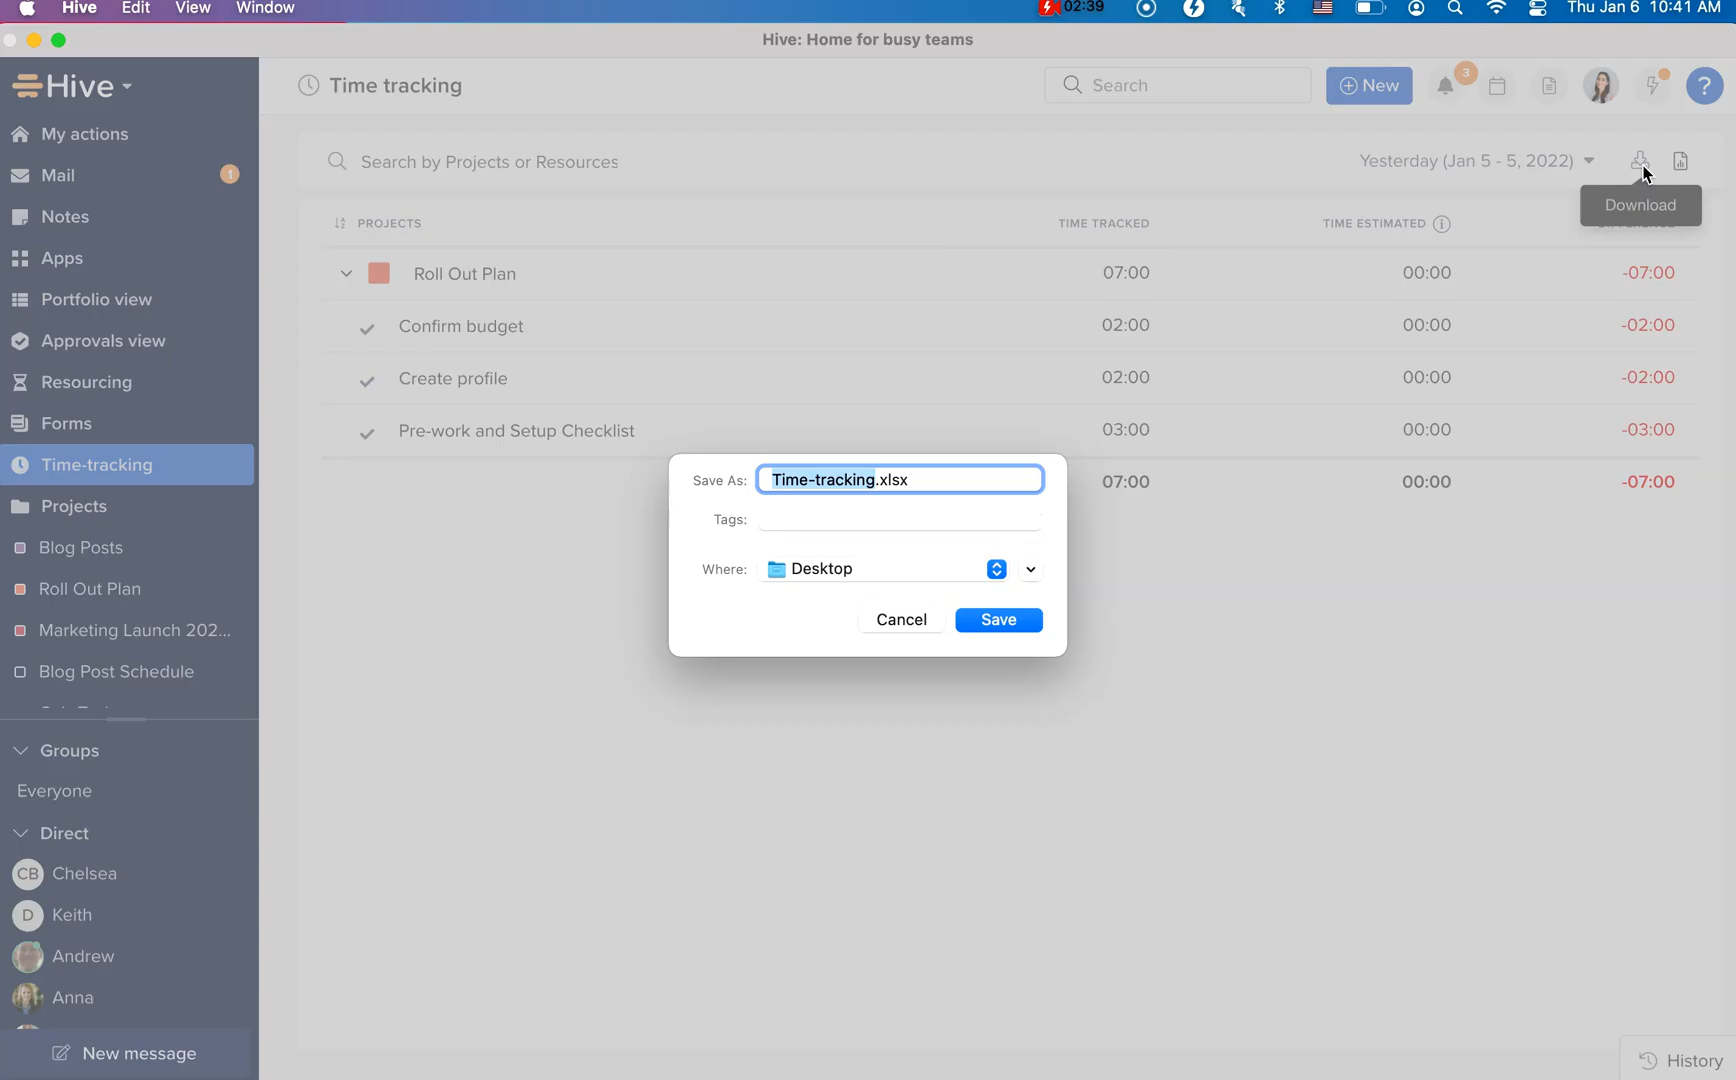 Hive Edit View Window 02:39 Thu Jan 6 10:41 AM
Hive: Home for busy teams
Hive
Time tracking
Search
New
3
?
My actions
Mail
1
Notes
Apps
Portfolio view
Approvals view
Resourcing
Forms
Time-tracking
Projects
Blog Posts
Roll Out Plan
Marketing Launch 202...
Blog Post Schedule
Groups
Everyone
Direct
CB Chelsea
D Keith
Andrew
Anna
New message
Search by Projects or Resources
Yesterday (Jan 5 - 5, 2022)
Download
PROJECTS TIME TRACKED TIME ESTIMATED
Roll Out Plan 07:00 00:00 -07:00
Confirm budget 02:00 00:00 -02:00
Create profile 02:00 00:00 -02:00
Pre-work and Setup Checklist 03:00 00:00 -03:00
07:00 00:00 -07:00
Save As: Time-tracking.xlsx
Tags:
Where: Desktop
Cancel Save
History